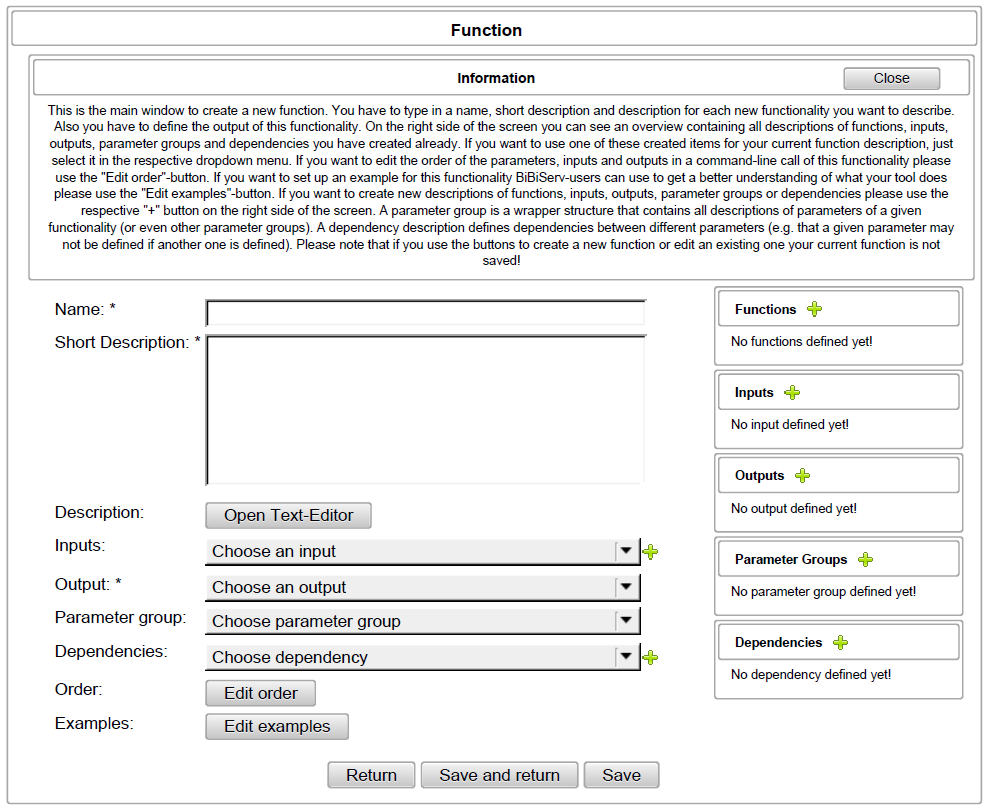 Function
Information
Close
This is the main window to create a new function. You have to type in a name, short description and description for each new functionality you want to describe.
Also you have to define the output of this functionality. On the right side of the screen you can see an overview containing all descriptions of functions, inputs,
outputs, parameter groups and dependencies you have created already. If you want to use one of these created items for your current function description, just
select it in the respective dropdown menu. If you want to edit the order of the parameters, inputs and outputs in a command-line call of this functionality please
use the "Edit order"-button. If you want to set up an example for this functionality BiBiServ-users can use to get a better understanding of what your tool does
please use the "Edit examples"-button. If you want to create new descriptions of functions, inputs, outputs, parameter groups or dependencies please use the
respective "+" button on the right side of the screen. A parameter group is a wrapper structure that contains all descriptions of parameters of a given
functionality (or even other parameter groups). A dependency description defines dependencies between different parameters (e.g. that a given parameter may
not be defined if another one is defined). Please note that if you use the buttons to create a new function or edit an existing one your current function is not
saved!
Name: *
Short Description: *
Description:
Open Text-Editor
Inputs:
Choose an input
Output: *
Choose an output
Parameter group:
Choose parameter group
Dependencies:
Choose dependency
Order:
Edit order
Examples:
Edit examples
Return
Save and return
Save
Functions
No functions defined yet!
Inputs
No input defined yet!
Outputs
No output defined yet!
Parameter Groups
No parameter group defined yet!
Dependencies
No dependency defined yet!